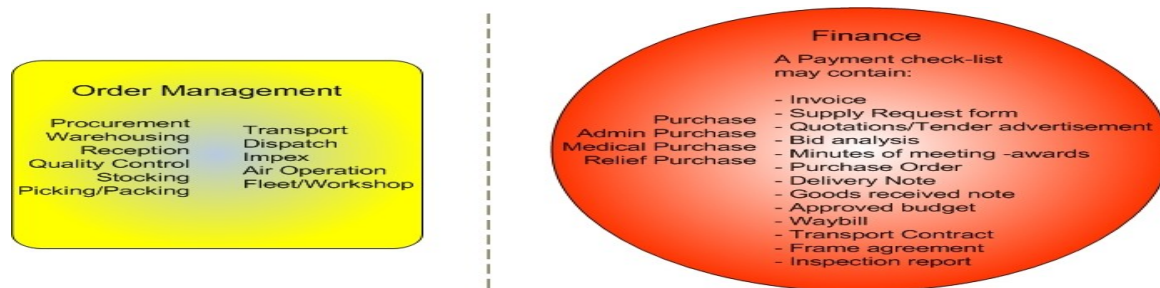 Order Management
Procurement
Warehousing
Reception
Quality Control
Stocking
Picking/Packing
Transport
Dispatch
Impex
Air Operation
Fleet/Workshop
Finance
Purchase
Admin Purchase
Medical Purchase
Relief Purchase
A Payment check-list
may contain:
- Invoice
- Supply Request form
- Quotations/Tender advertisement
- Bid analysis
- Minutes of meeting -awards
- Purchase Order
- Delivery Note
- Goods received note
- Approved budget
- Waybill
- Transport Contract
- Frame agreement
- Inspection report